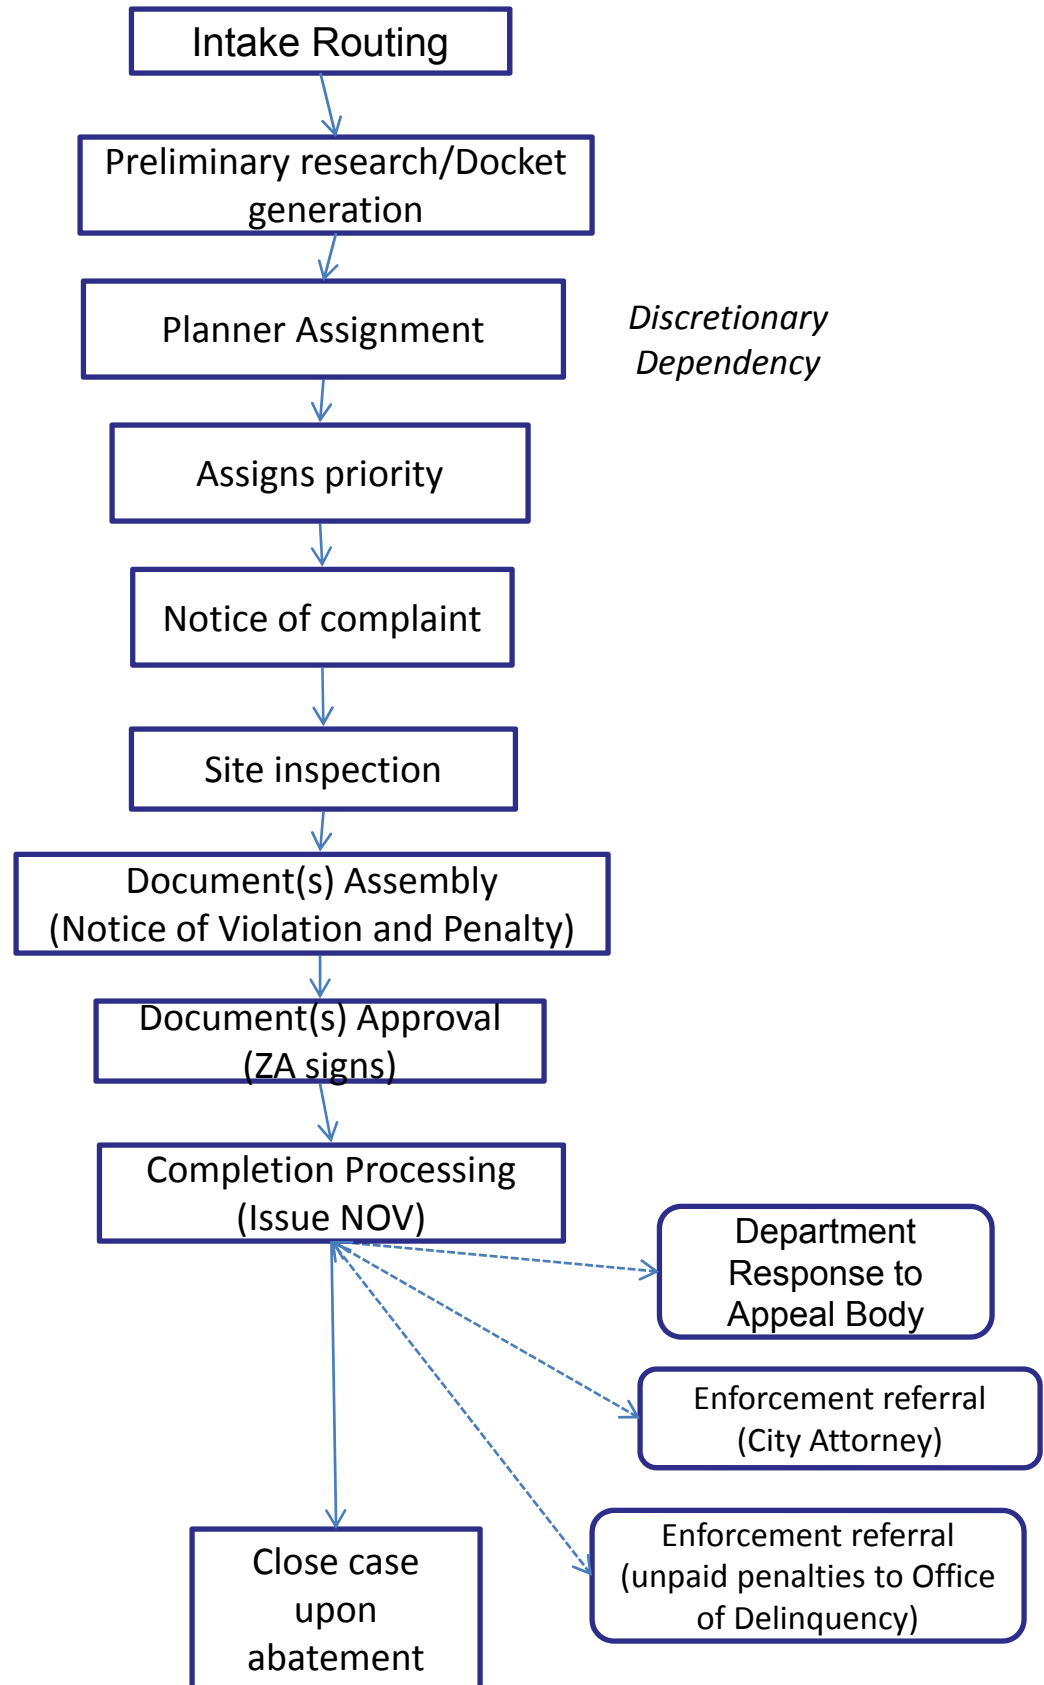 Intake Routing
Preliminary research/Docket
generation
Planner Assignment
Discretionary
Dependency
Assigns priority
Notice of complaint
Site inspection
Document(s) Assembly
(Notice of Violation and Penalty)
Document(s) Approval
(ZA signs)
Completion Processing
(Issue NOV)
Department
Response to
Appeal Body
Enforcement referral
(City Attorney)
Enforcement referral
(unpaid penalties to Office
of Delinquency)
Close case
upon
abatement